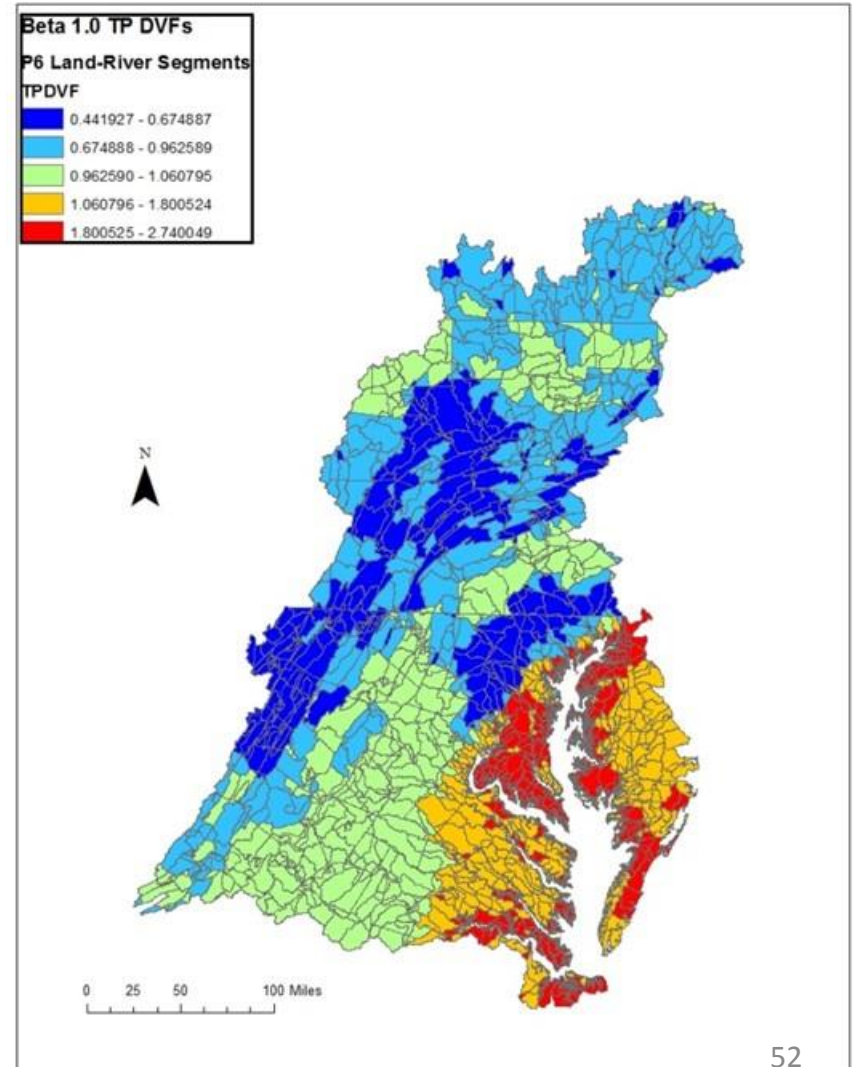 Beta 1.0 TP DVFs
P6 Land-River Segments
TPDVF
0.441927 - 0.674887
0.674888 - 0.962589
0.962590 - 1.060795
1.060796 - 1.800524
1.800525 - 2.740049
N
0 25 50 100 Miles
52